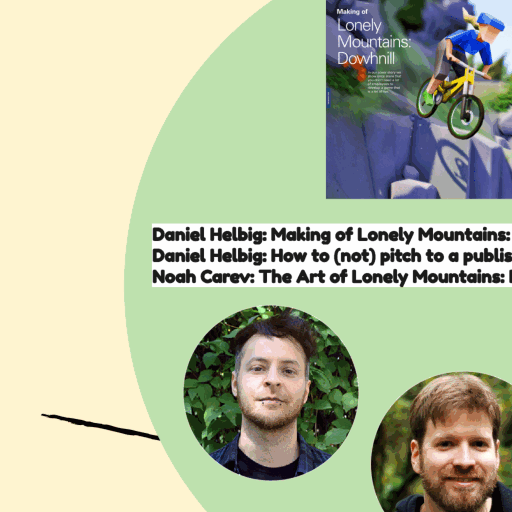 Making of
Lonely
Mountains:
Dowhnill
Daniel Helbig: Making of Lonely Mountains:
Daniel Helbig: How to (not) pitch to a publis
Noah Carev: The Art of Lonely Mountains: